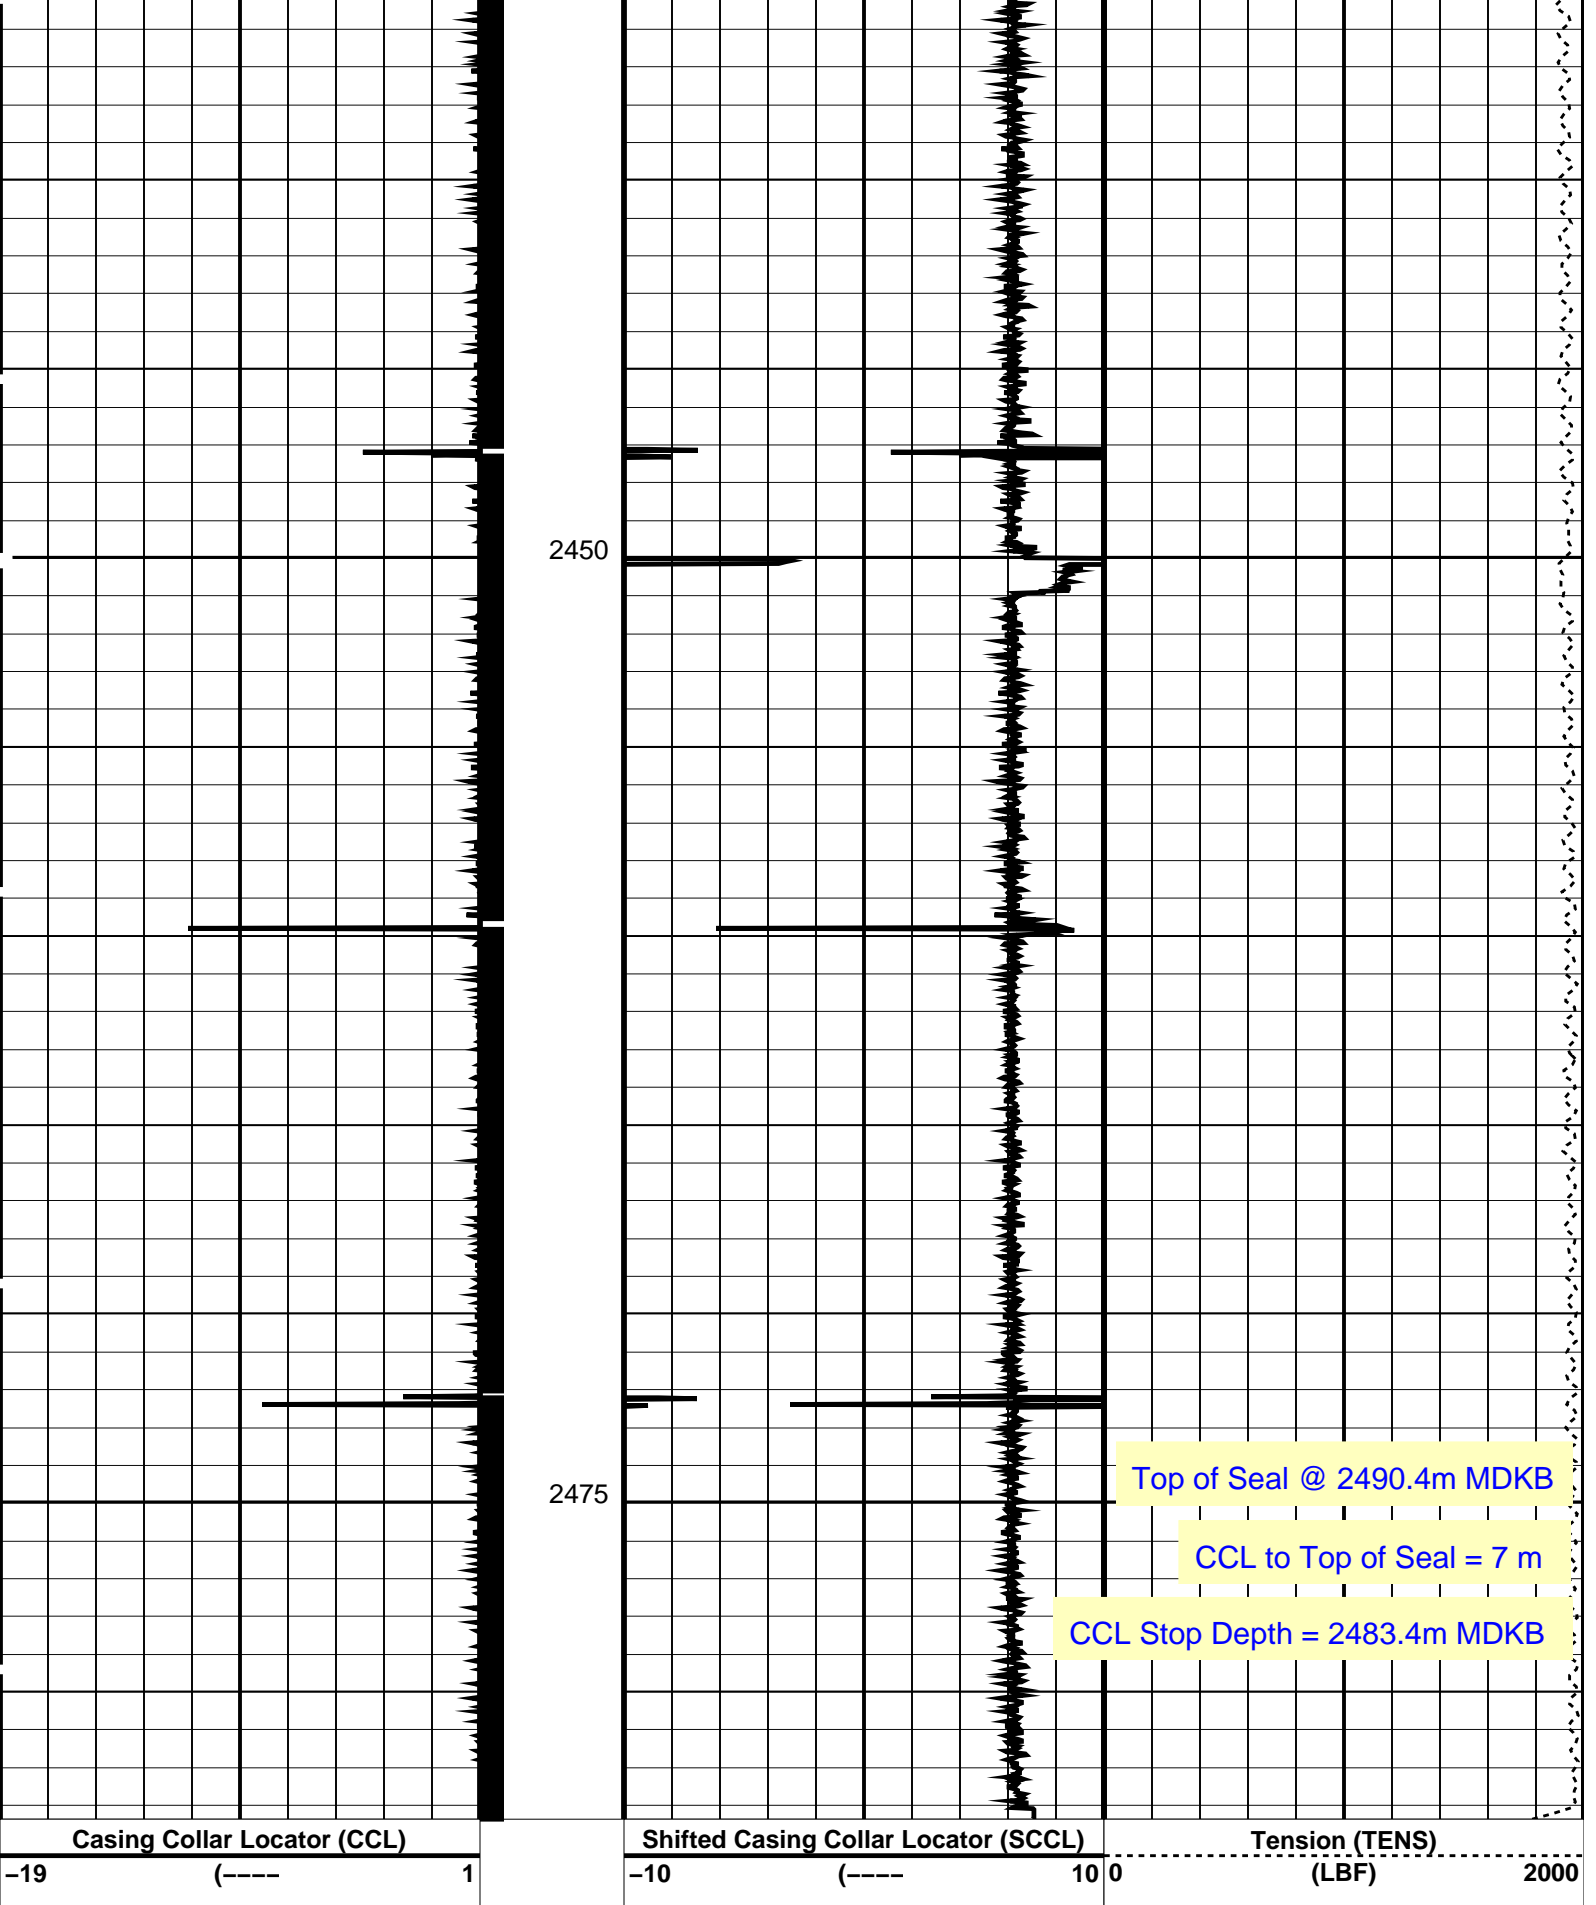 2450
2475
Top of Seal @ 2490.4m MDKB
CCL to Top of Seal = 7 m
CCL Stop Depth = 2483.4m MDKB
Casing Collar Locator (CCL)
Shifted Casing Collar Locator (SCCL)
Tension (TENS)
−19 (−−−− 1
−10 (−−−− 10
0 (LBF) 2000